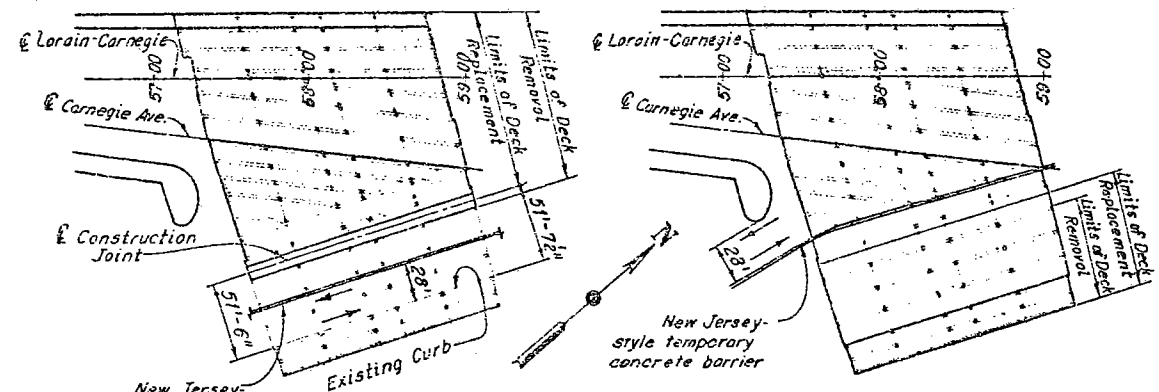 ℄ Lorain-Carnegie
57+00
58+00
59+00
Limits of Deck
Replacement
Limits of Deck
Removal
℄ Carnegie Ave.
℄ Construction
Joint
51'-6"
28'
51'-7½"
Existing Curb
New Jersey-
℄ Lorain-Carnegie
57+00
58+00
59+00
℄ Carnegie Ave.
28'
Limits of Deck
Replacement
Limits of Deck
Removal
New Jersey-
style temporary
concrete barrier
N